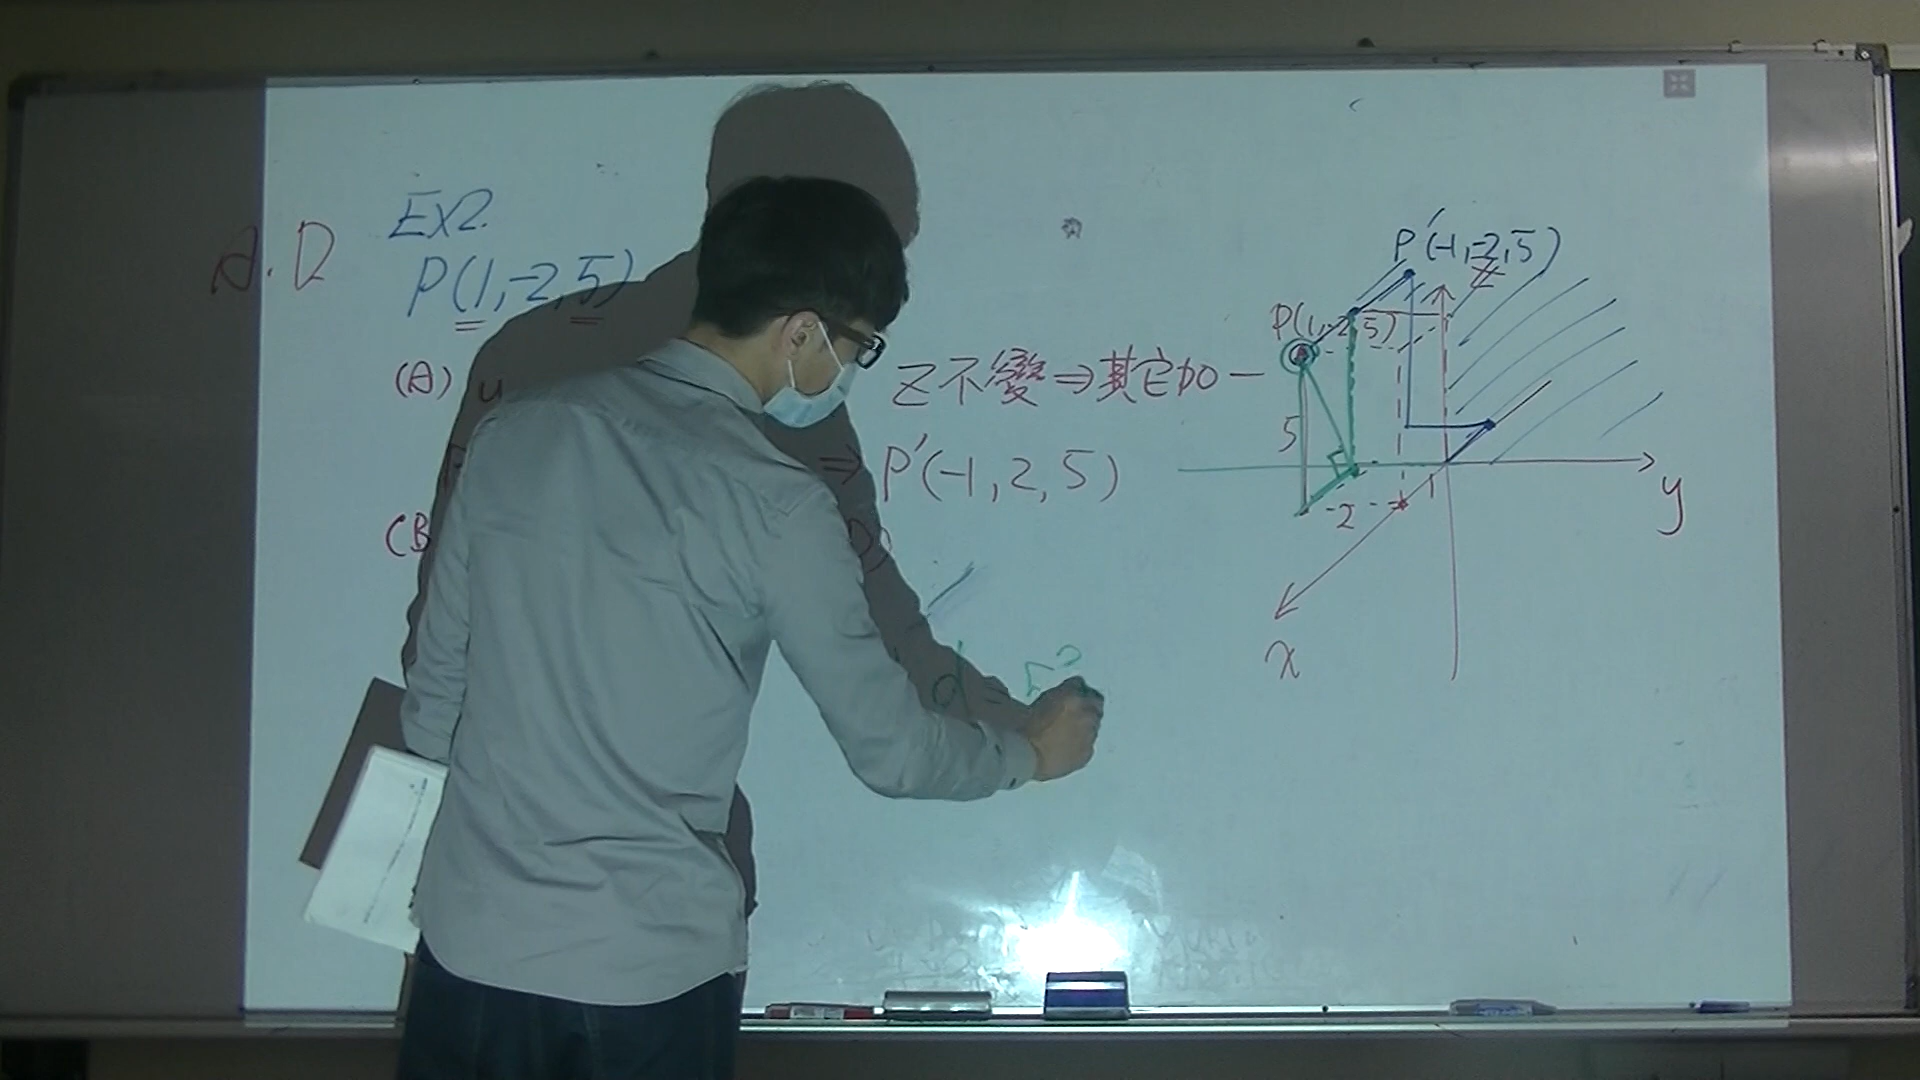 A.D
Ex2.
P(1,-2,5)
(A)
z不變⇒其它加一
⇒P'(-1,2,5)
(B
d
P'(-1,-2,5)
z
P(1,-2,5)
5
-2
1
y
x